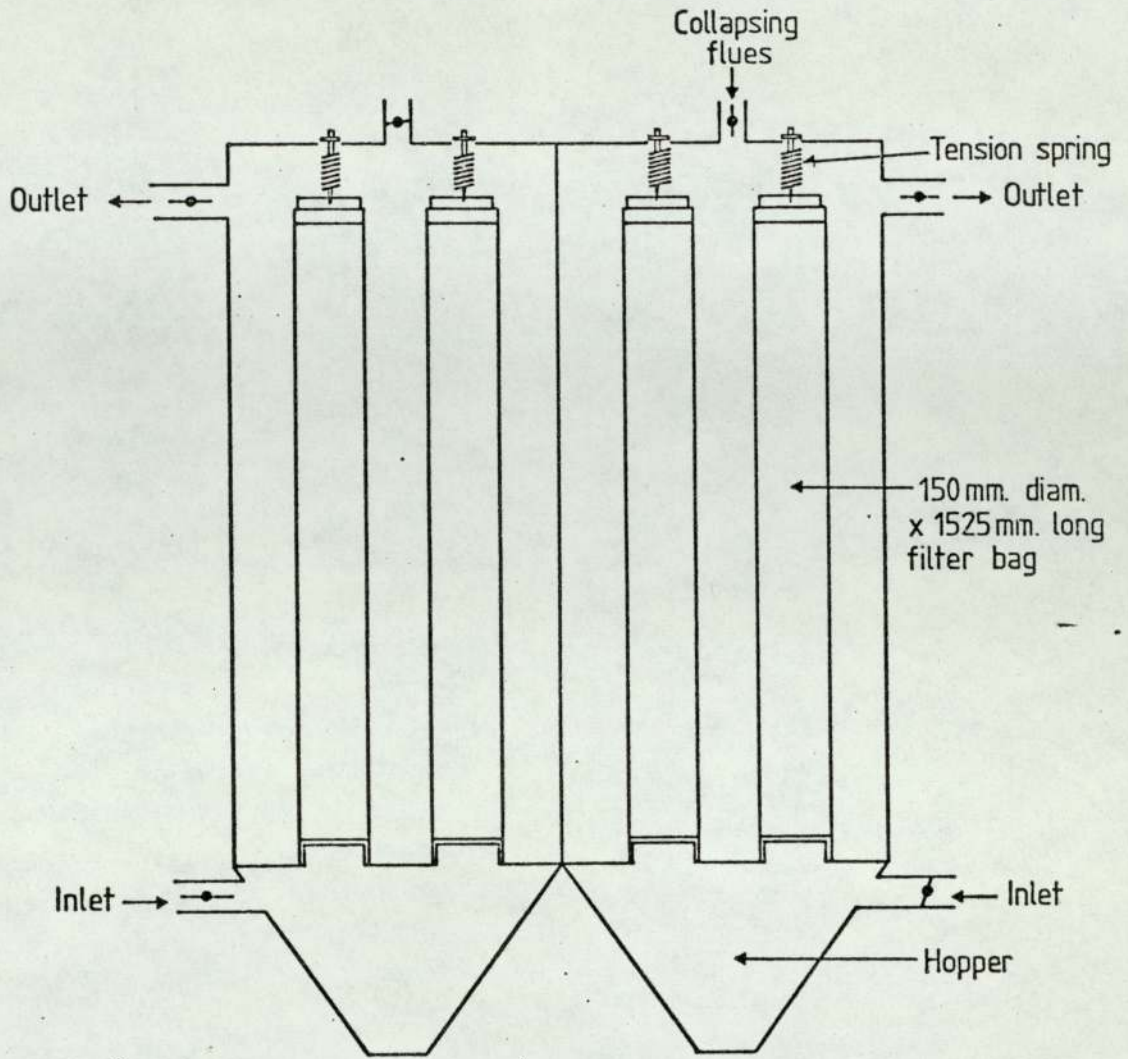 Collapsing
flues
Tension spring
Outlet
Outlet
150 mm. diam.
x 1525 mm. long
filter bag
Inlet
Inlet
Hopper